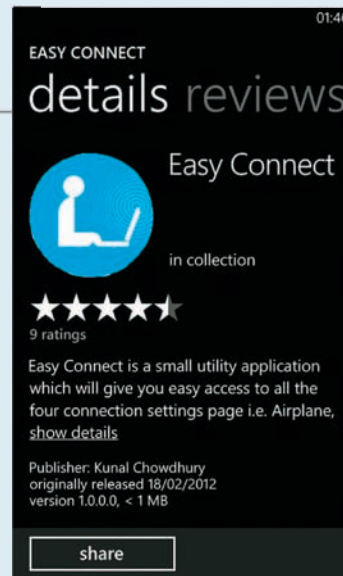 01:46
EASY CONNECT
details reviews
Easy Connect
in collection
9 ratings
Easy Connect is a small utility application
which will give you easy access to all the
four connection settings page i.e. Airplane,
show details
Publisher: Kunal Chowdhury
originally released 18/02/2012
version 1.0.0.0, < 1 MB
share